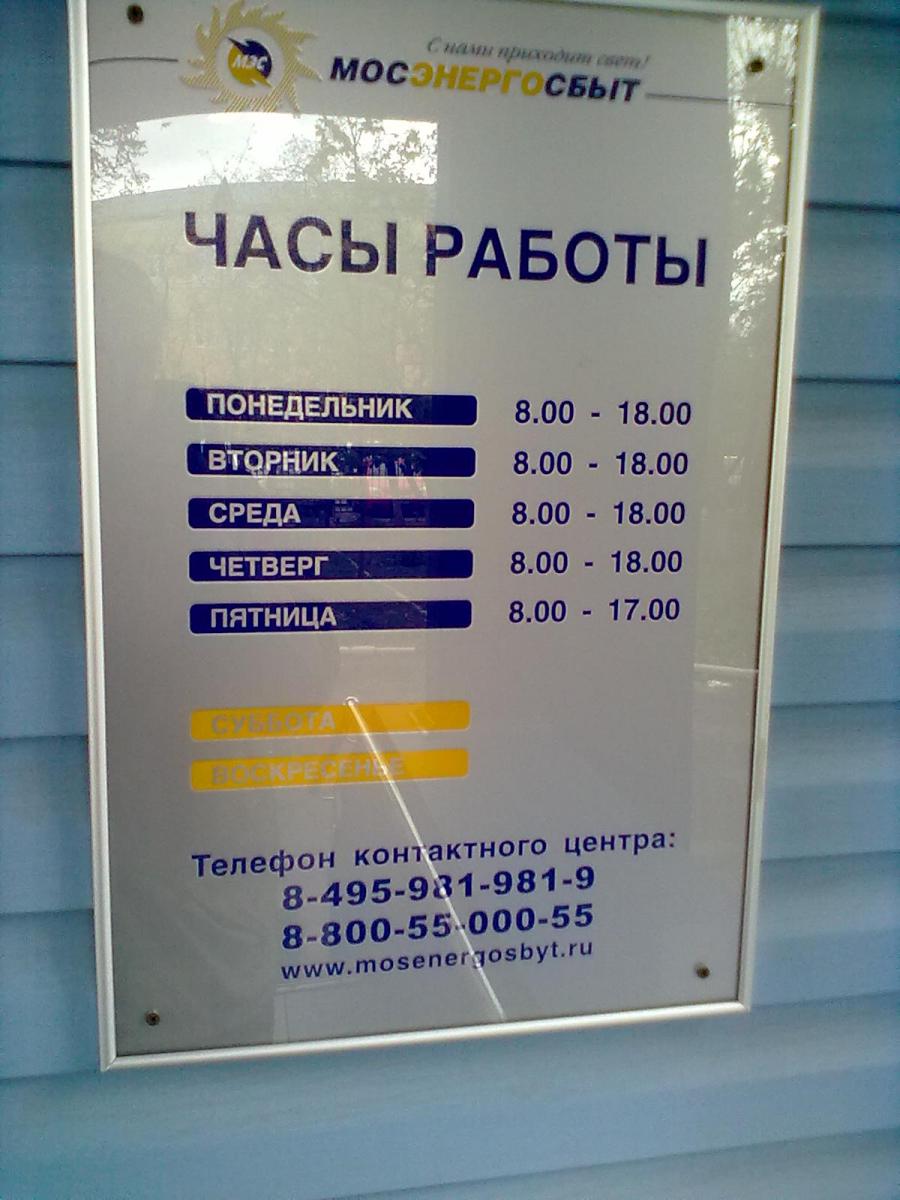 С нами приходит свет!
МЭС
МОСЭНЕРГОСБЫТ
ЧАСЫ РАБОТЫ
ПОНЕДЕЛЬНИК 8.00 - 18.00
ВТОРНИК 8.00 - 18.00
СРЕДА 8.00 - 18.00
ЧЕТВЕРГ 8.00 - 18.00
ПЯТНИЦА 8.00 - 17.00
СУББОТА
ВОСКРЕСЕНЬЕ
Телефон контактного центра:
8-495-981-981-9
8-800-55-000-55
www.mosenergosbyt.ru